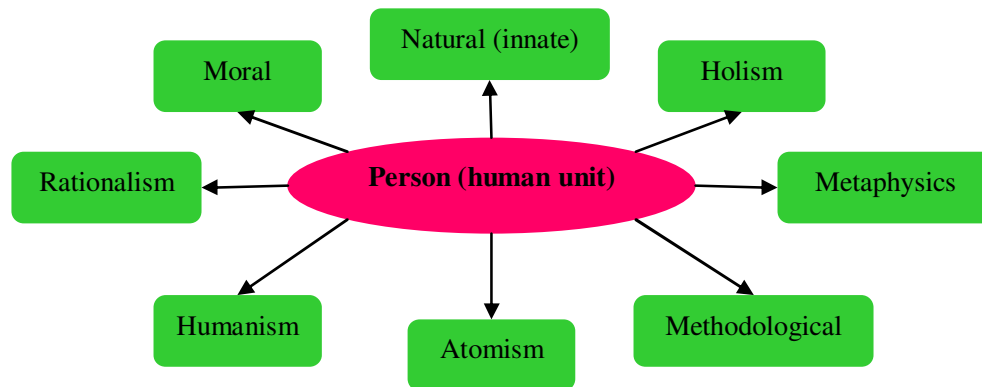 Natural (innate)
Moral
Holism
Person (human unit)
Rationalism
Metaphysics
Humanism
Atomism
Methodological